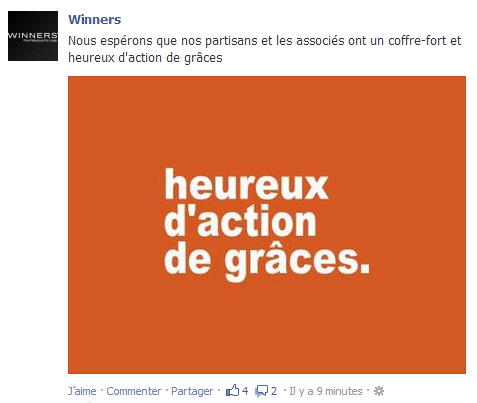 WINNERS
Winners
Nous espérons que nos partisans et les associés ont un coffre-fort et
heureux d'action de grâces
heureux
d'action
de grâces.
J'aime · Commenter · Partager · 4 2 · Il y a 9 minutes ·